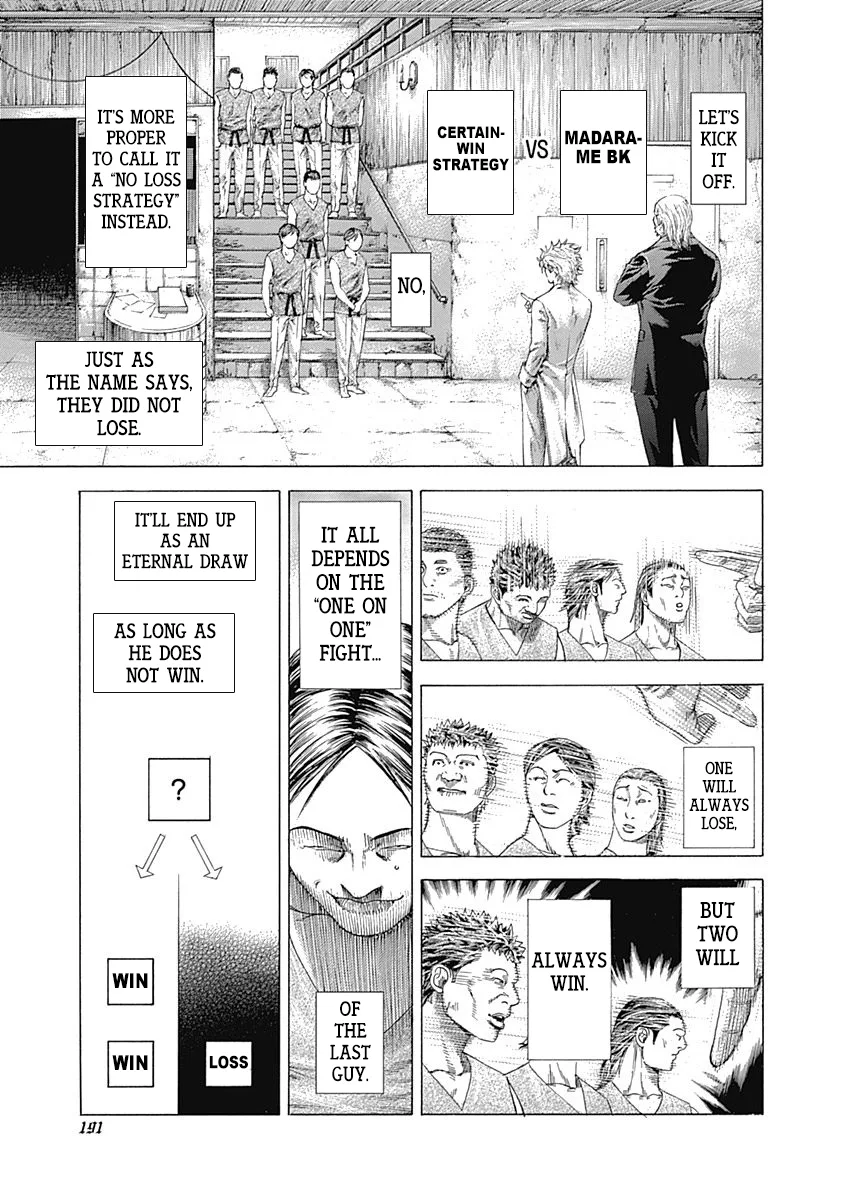 LET'S
KICK
IT
OFF.
MADARA-
ME BK
VS
CERTAIN-
WIN
STRATEGY
NO,
IT'S MORE
PROPER
TO CALL IT
A "NO LOSS
STRATEGY"
INSTEAD.
JUST AS
THE NAME SAYS,
THEY DID NOT
LOSE.
ONE
WILL
ALWAYS
LOSE,
BUT
TWO
WILL
ALWAYS
WIN.
IT ALL
DEPENDS
ON THE
"ONE ON
ONE"
FIGHT...
OF
THE
LAST
GUY.
IT'LL END UP
AS AN
ETERNAL DRAW
AS LONG AS
HE DOES
NOT WIN.
?
WIN
WIN
LOSS
191